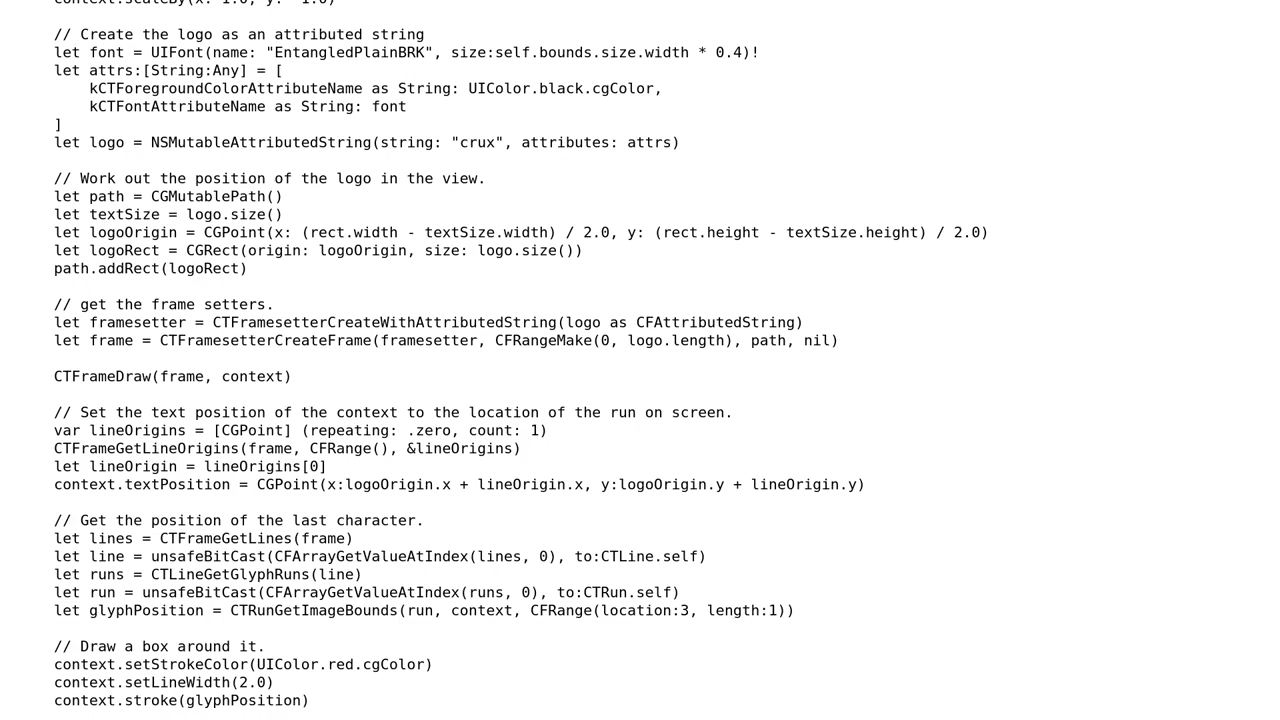 context.scaleBy(x: 1.0, y: -1.0)
// Create the logo as an attributed string
let font = UIFont(name: "EntangledPlainBRK", size:self.bounds.size.width * 0.4)!
let attrs:[String:Any] = [
    kCTForegroundColorAttributeName as String: UIColor.black.cgColor,
    kCTFontAttributeName as String: font
]
let logo = NSMutableAttributedString(string: "crux", attributes: attrs)
// Work out the position of the logo in the view.
let path = CGMutablePath()
let textSize = logo.size()
let logoOrigin = CGPoint(x: (rect.width - textSize.width) / 2.0, y: (rect.height - textSize.height) / 2.0)
let logoRect = CGRect(origin: logoOrigin, size: logo.size())
path.addRect(logoRect)
// get the frame setters.
let framesetter = CTFramesetterCreateWithAttributedString(logo as CFAttributedString)
let frame = CTFramesetterCreateFrame(framesetter, CFRangeMake(0, logo.length), path, nil)
CTFrameDraw(frame, context)
// Set the text position of the context to the location of the run on screen.
var lineOrigins = [CGPoint] (repeating: .zero, count: 1)
CTFrameGetLineOrigins(frame, CFRange(), &lineOrigins)
let lineOrigin = lineOrigins[0]
context.textPosition = CGPoint(x:logoOrigin.x + lineOrigin.x, y:logoOrigin.y + lineOrigin.y)
// Get the position of the last character.
let lines = CTFrameGetLines(frame)
let line = unsafeBitCast(CFArrayGetValueAtIndex(lines, 0), to:CTLine.self)
let runs = CTLineGetGlyphRuns(line)
let run = unsafeBitCast(CFArrayGetValueAtIndex(runs, 0), to:CTRun.self)
let glyphPosition = CTRunGetImageBounds(run, context, CFRange(location:3, length:1))
// Draw a box around it.
context.setStrokeColor(UIColor.red.cgColor)
context.setLineWidth(2.0)
context.stroke(glyphPosition)